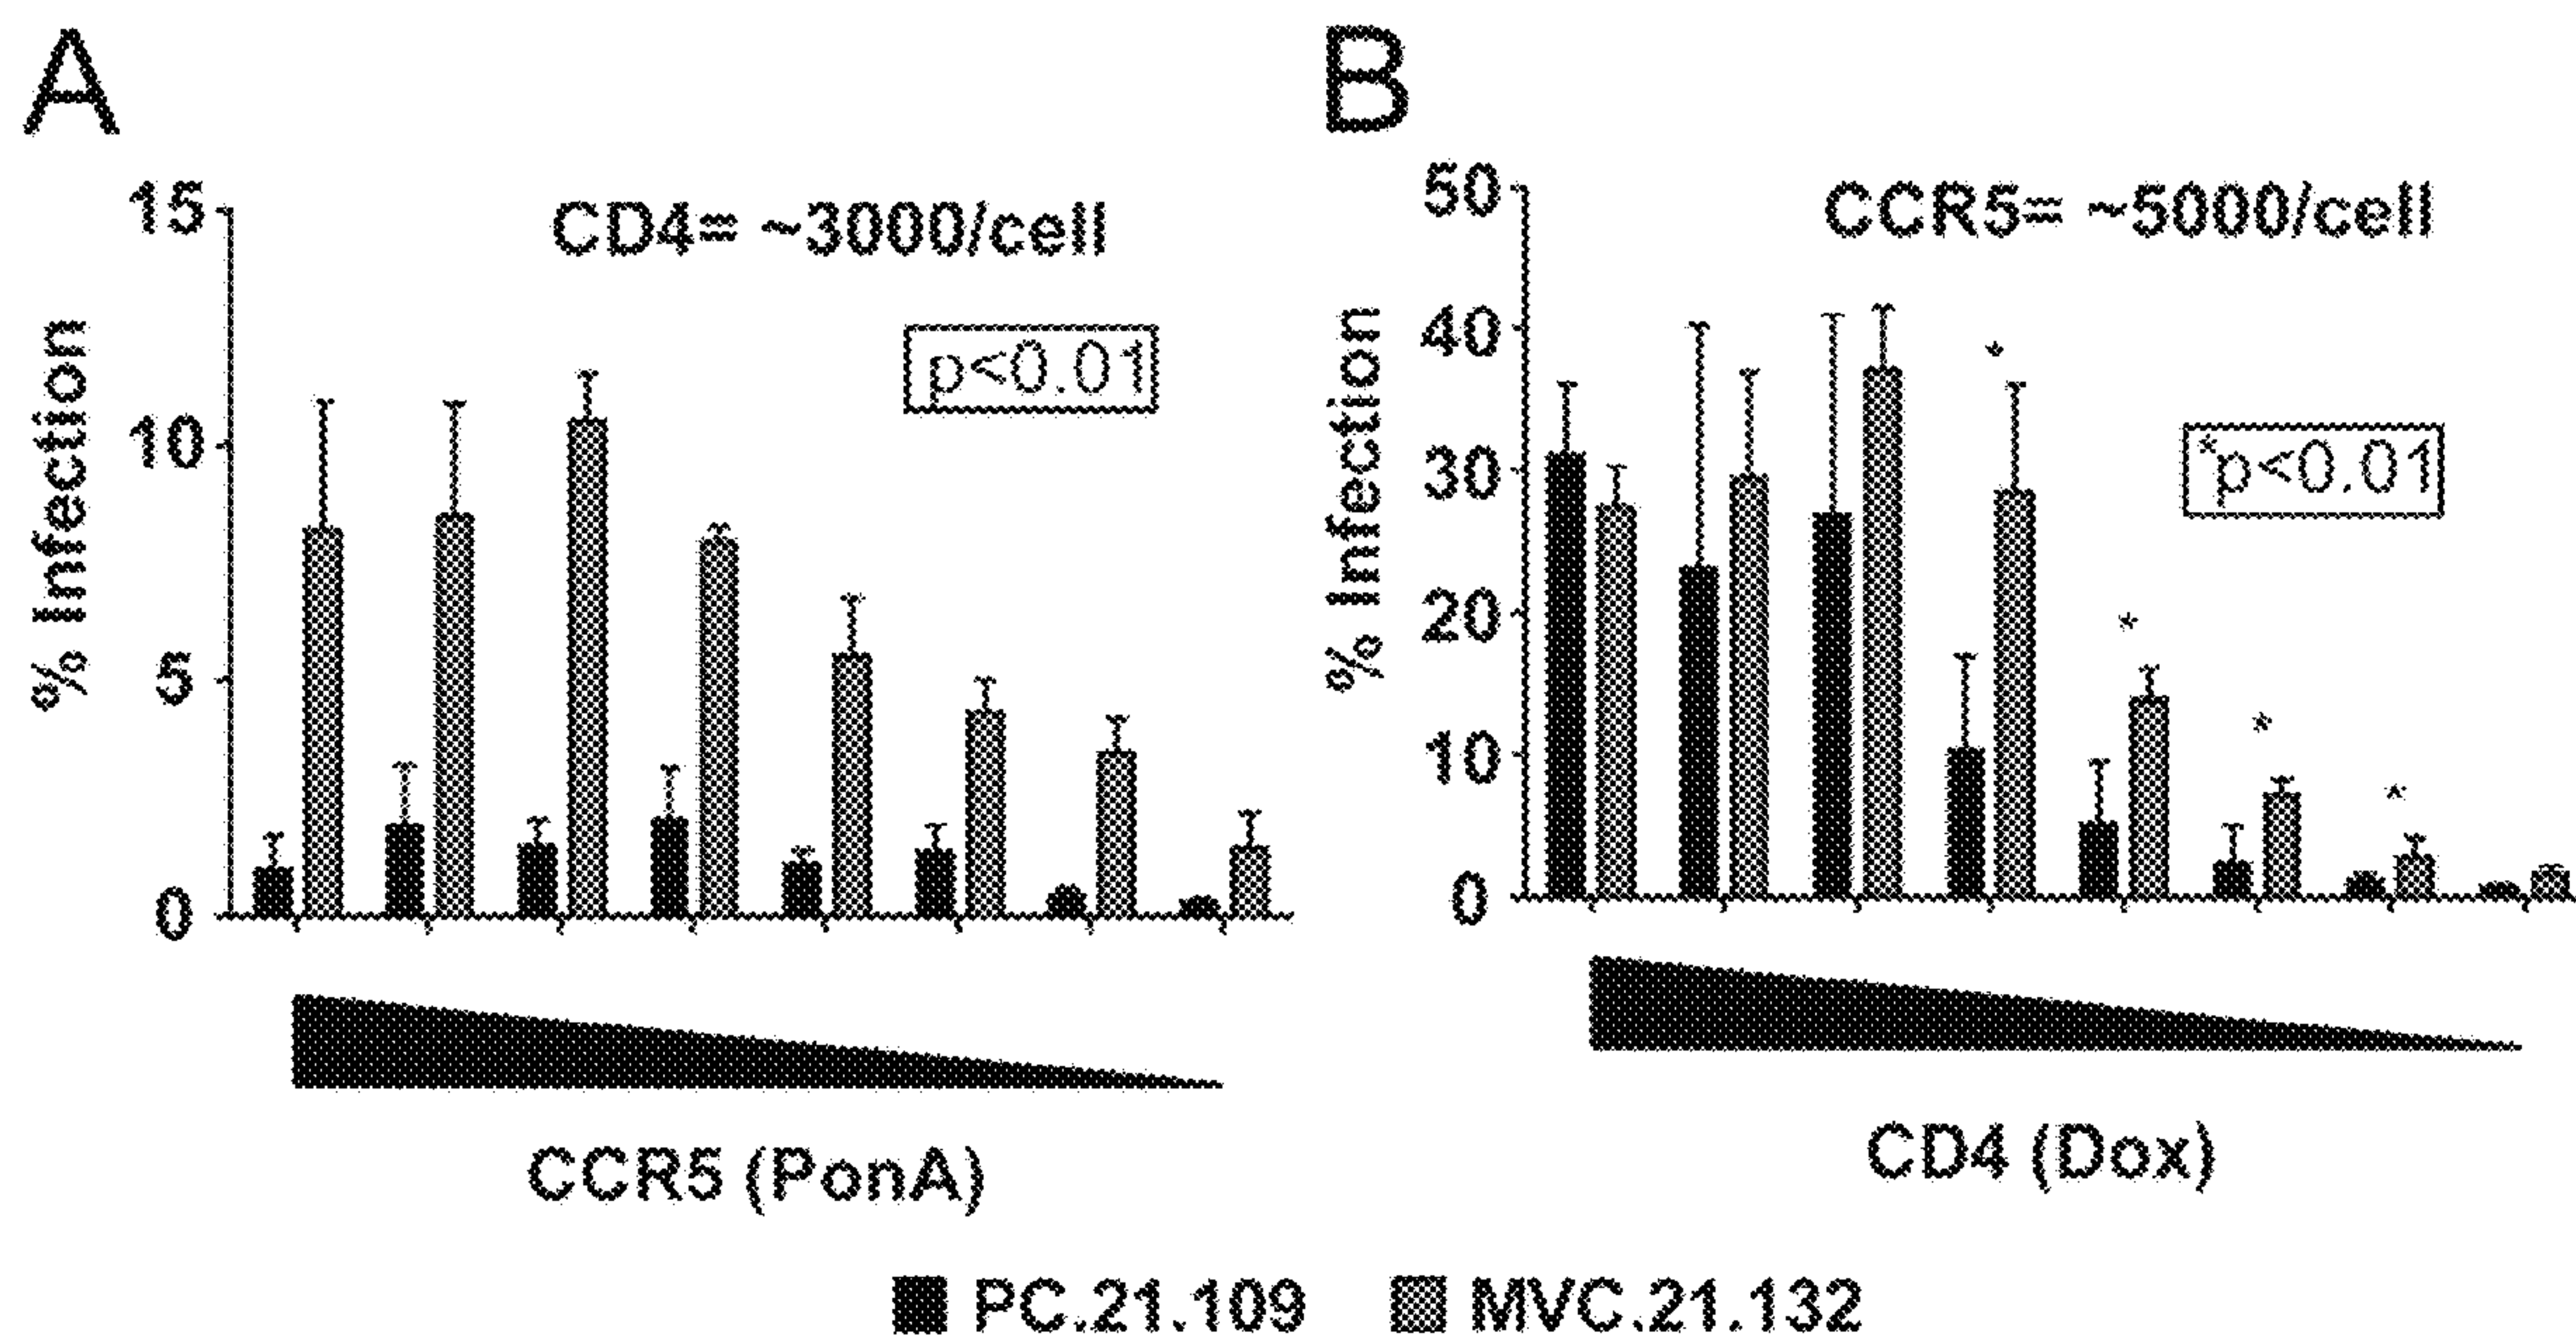 A
15
10
5
0
% Infection
CD4= ~3000/cell
p<0.01
CCR5 (PonA)
B
50
40
30
20
10
0
% Infection
CCR5= ~5000/cell
*p<0.01
*
*
*
*
CD4 (Dox)
PC.21.109
MVC.21.132